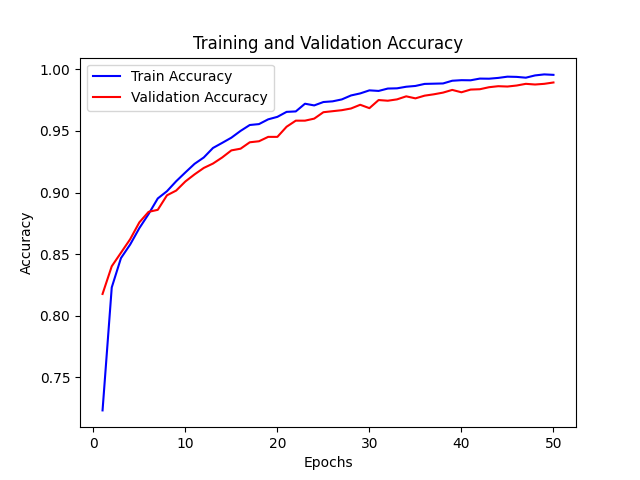 Training and Validation Accuracy
Train Accuracy
Validation Accuracy
1.00
0.95
0.90
0.85
0.80
0.75
Accuracy
0 10 20 30 40 50
Epochs